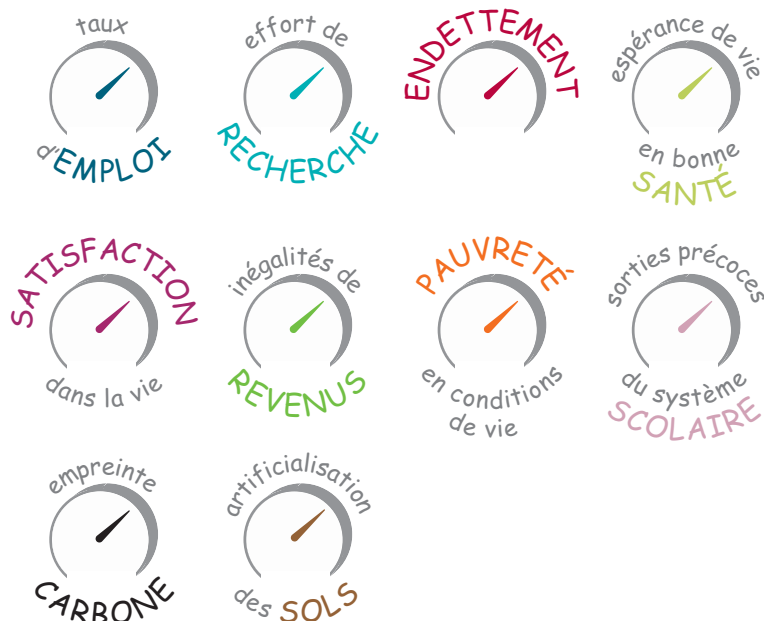 taux
d'EMPLOI
effort de
RECHERCHE
ENDETTEMENT
espérance de vie
en bonne
SANTÉ
SATISFACTION
dans la vie
inégalités de
REVENUS
PAUVRETÉ
en conditions
de vie
sorties précoces
du système
SCOLAIRE
empreinte
CARBONE
artificialisation
des SOLS